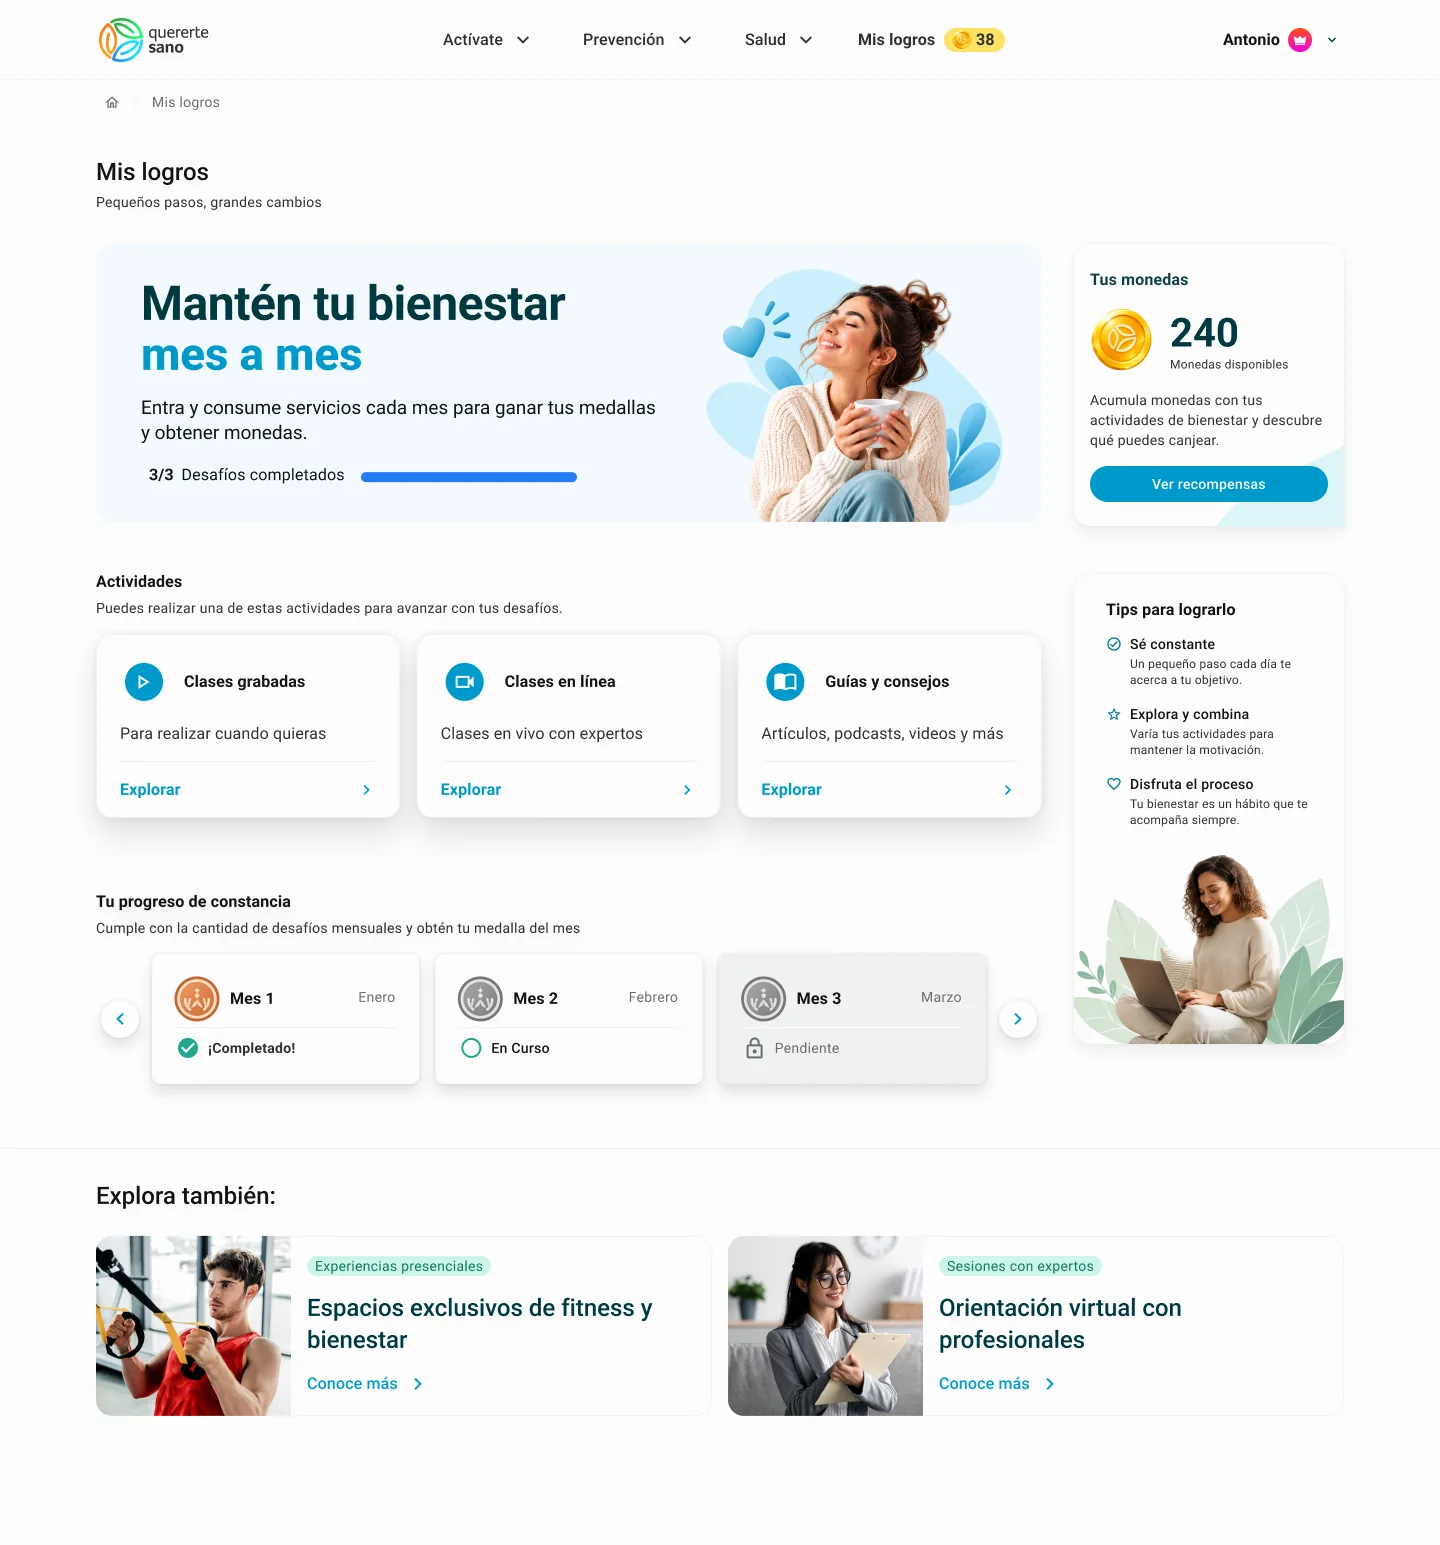 quererte
sano
Actívate
Prevención
Salud
Mis logros
38
Antonio
Mis logros
Mis logros
Pequeños pasos, grandes cambios
Mantén tu bienestar
mes a mes
Entra y consume servicios cada mes para ganar tus medallas
y obtener monedas.
3/3 Desafíos completados
Tus monedas
240
Monedas disponibles
Acumula monedas con tus
actividades de bienestar y descubre
qué puedes canjear.
Ver recompensas
Actividades
Puedes realizar una de estas actividades para avanzar con tus desafíos.
Clases grabadas
Para realizar cuando quieras
Explorar
Clases en línea
Clases en vivo con expertos
Explorar
Guías y consejos
Artículos, podcasts, videos y más
Explorar
Tips para lograrlo
Sé constante
Un pequeño paso cada día te
acerca a tu objetivo.
Explora y combina
Varía tus actividades para
mantener la motivación.
Disfruta el proceso
Tu bienestar es un hábito que te
acompaña siempre.
Tu progreso de constancia
Cumple con la cantidad de desafíos mensuales y obtén tu medalla del mes
Mes 1
Enero
¡Completado!
Mes 2
Febrero
En Curso
Mes 3
Marzo
Pendiente
Explora también:
Experiencias presenciales
Espacios exclusivos de fitness y
bienestar
Conoce más
Sesiones con expertos
Orientación virtual con
profesionales
Conoce más